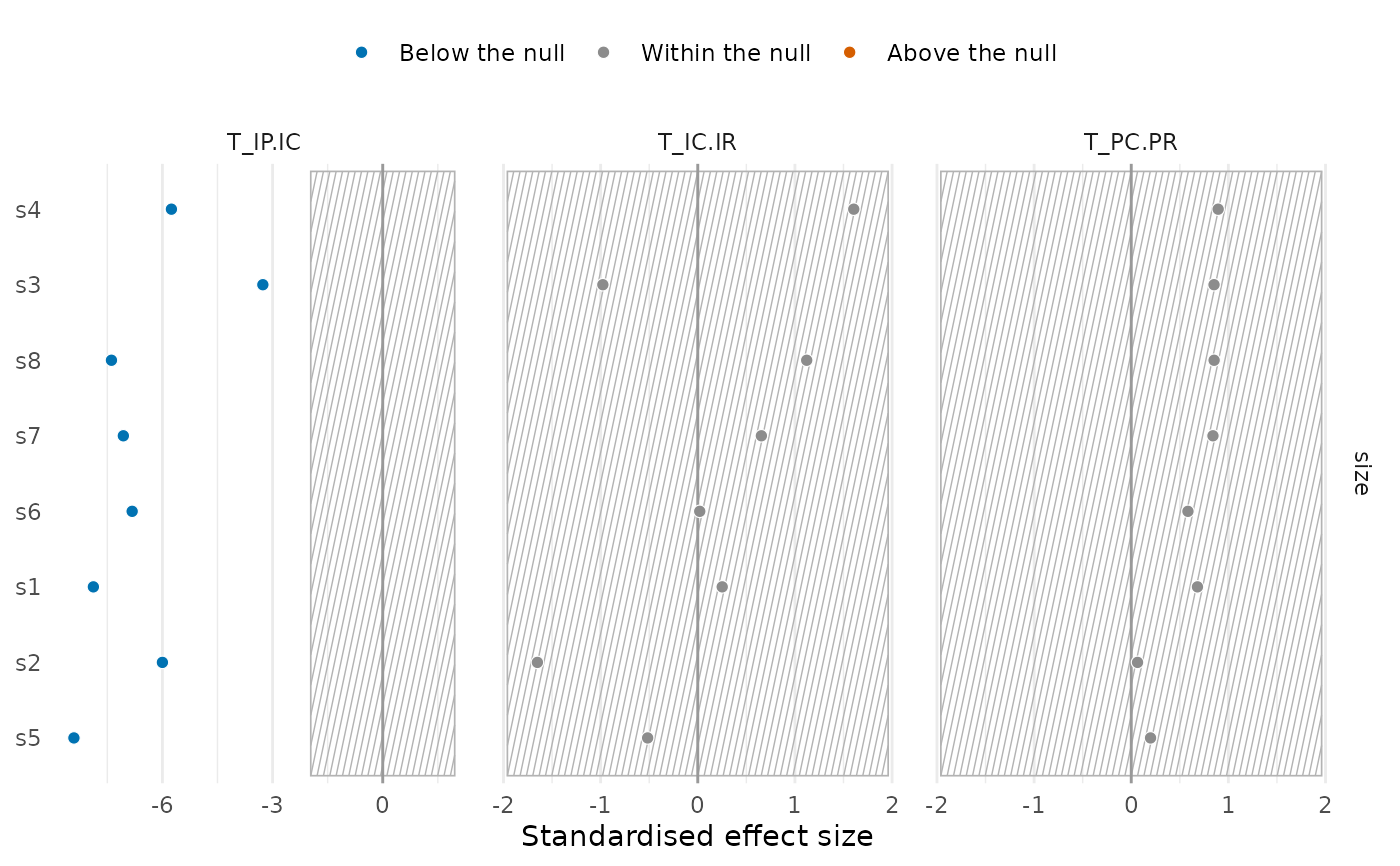 Below the null Within the null Above the null
T_IP.IC T_IC.IR T_PC.PR
s4
s3
s8
s7
s6
s1
s2
s5
size
-6 -3 0 -2 -1 0 1 2 -2 -1 0 1 2
Standardised effect size